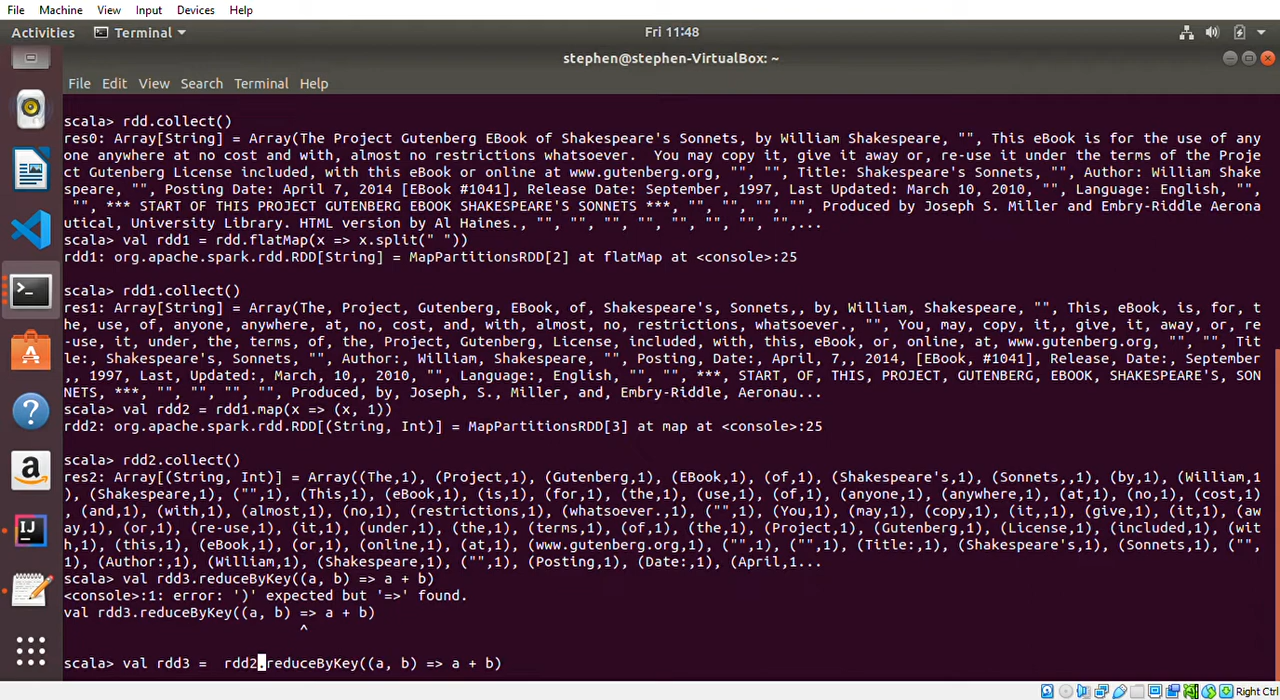 File Machine View Input Devices Help
Activities Terminal Fri 11:48
stephen@stephen-VirtualBox: ~
File Edit View Search Terminal Help
scala> rdd.collect()
res0: Array[String] = Array(The Project Gutenberg EBook of Shakespeare's Sonnets, by William Shakespeare, "", This eBook is for the use of any
one anywhere at no cost and with, almost no restrictions whatsoever.  You may copy it, give it away or, re-use it under the terms of the Proje
ct Gutenberg License included, with this eBook or online at www.gutenberg.org, "", "", Title: Shakespeare's Sonnets, "", Author: William Shake
speare, "", Posting Date: April 7, 2014 [EBook #1041], Release Date: September, 1997, Last Updated: March 10, 2010, "", Language: English, "",
 "", *** START OF THIS PROJECT GUTENBERG EBOOK SHAKESPEARE'S SONNETS ***, "", "", "", "", Produced by Joseph S. Miller and Embry-Riddle Aerona
utical, University Library. HTML version by Al Haines., "", "", "", "", "", "", "", "",...
scala> val rdd1 = rdd.flatMap(x => x.split(" "))
rdd1: org.apache.spark.rdd.RDD[String] = MapPartitionsRDD[2] at flatMap at <console>:25
scala> rdd1.collect()
res1: Array[String] = Array(The, Project, Gutenberg, EBook, of, Shakespeare's, Sonnets,, by, William, Shakespeare, "", This, eBook, is, for, t
he, use, of, anyone, anywhere, at, no, cost, and, with, almost, no, restrictions, whatsoever., "", You, may, copy, it,, give, it, away, or, re
-use, it, under, the, terms, of, the, Project, Gutenberg, License, included, with, this, eBook, or, online, at, www.gutenberg.org, "", "", Tit
le:, Shakespeare's, Sonnets, "", Author:, William, Shakespeare, "", Posting, Date:, April, 7,, 2014, [EBook, #1041], Release, Date:, September
,, 1997, Last, Updated:, March, 10,, 2010, "", Language:, English, "", "", ***, START, OF, THIS, PROJECT, GUTENBERG, EBOOK, SHAKESPEARE'S, SON
NETS, ***, "", "", "", "", Produced, by, Joseph, S., Miller, and, Embry-Riddle, Aeronau...
scala> val rdd2 = rdd1.map(x => (x, 1))
rdd2: org.apache.spark.rdd.RDD[(String, Int)] = MapPartitionsRDD[3] at map at <console>:25
scala> rdd2.collect()
res2: Array[(String, Int)] = Array((The,1), (Project,1), (Gutenberg,1), (EBook,1), (of,1), (Shakespeare's,1), (Sonnets,,1), (by,1), (William,1
), (Shakespeare,1), ("",1), (This,1), (eBook,1), (is,1), (for,1), (the,1), (use,1), (of,1), (anyone,1), (anywhere,1), (at,1), (no,1), (cost,1)
, (and,1), (with,1), (almost,1), (no,1), (restrictions,1), (whatsoever.,1), ("",1), (You,1), (may,1), (copy,1), (it,,1), (give,1), (it,1), (aw
ay,1), (or,1), (re-use,1), (it,1), (under,1), (the,1), (terms,1), (of,1), (the,1), (Project,1), (Gutenberg,1), (License,1), (included,1), (wit
h,1), (this,1), (eBook,1), (or,1), (online,1), (at,1), (www.gutenberg.org,1), ("",1), ("",1), (Title:,1), (Shakespeare's,1), (Sonnets,1), ("",
1), (Author:,1), (William,1), (Shakespeare,1), ("",1), (Posting,1), (Date:,1), (April,1...
scala> val rdd3.reduceByKey((a, b) => a + b)
<console>:1: error: ')' expected but '=>' found.
val rdd3.reduceByKey((a, b) => a + b)
^
scala> val rdd3 =  rdd2.reduceByKey((a, b) => a + b)
Right Ctrl